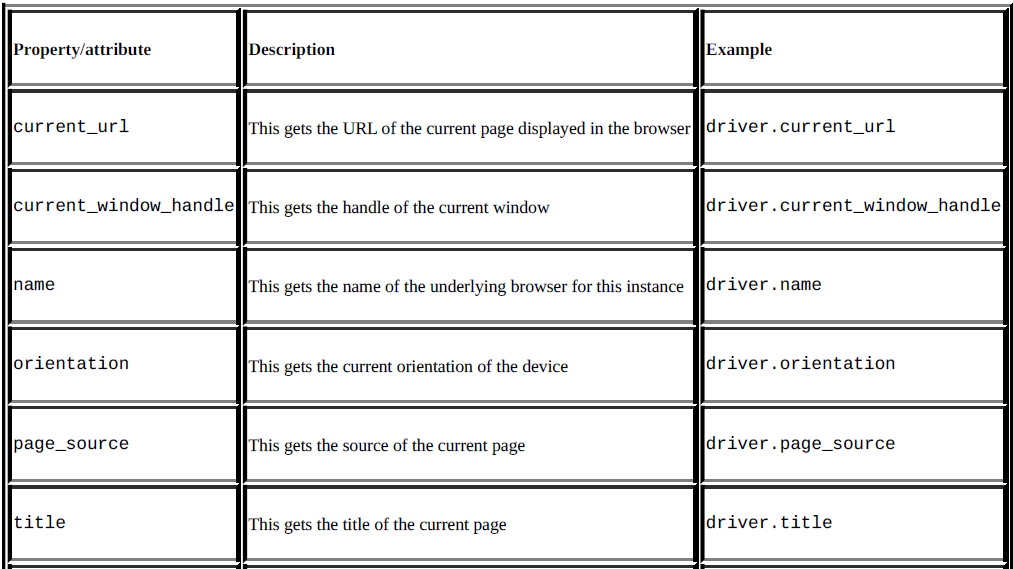 Property/attribute Description Example
current_url This gets the URL of the current page displayed in the browser driver.current_url
current_window_handle This gets the handle of the current window driver.current_window_handle
name This gets the name of the underlying browser for this instance driver.name
orientation This gets the current orientation of the device driver.orientation
page_source This gets the source of the current page driver.page_source
title This gets the title of the current page driver.title